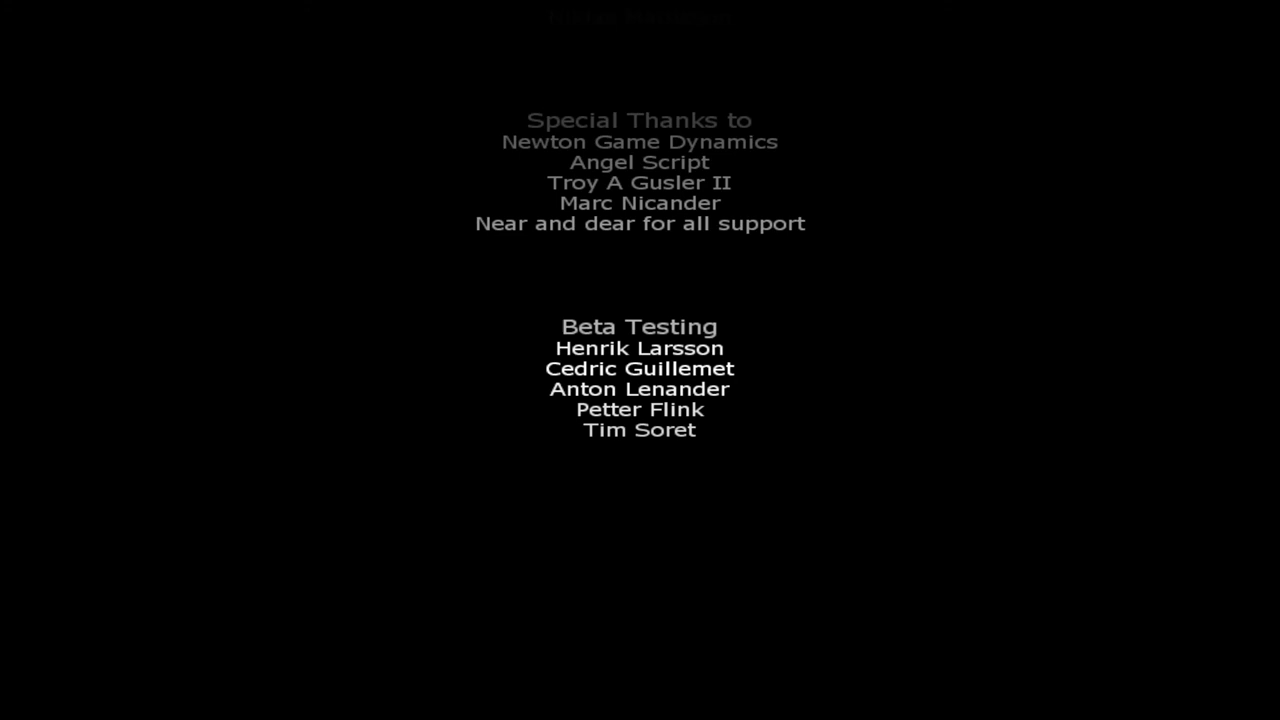 Special Thanks to
Newton Game Dynamics
Angel Script
Troy A Gusler II
Marc Nicander
Near and dear for all support
Beta Testing
Henrik Larsson
Cedric Guillemet
Anton Lenander
Petter Flink
Tim Soret